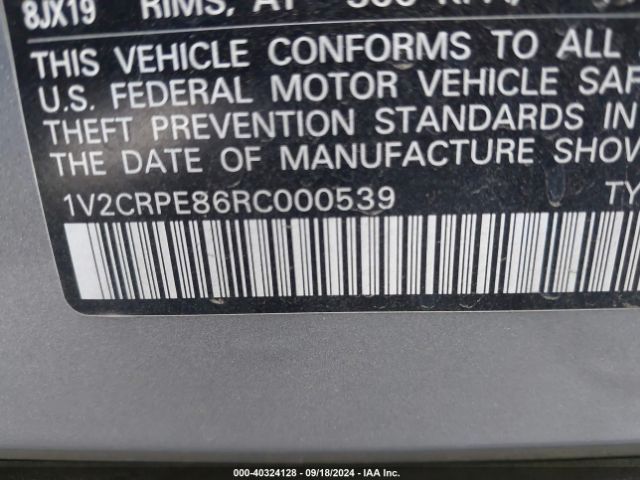 8JX19 RIMS, AT
THIS VEHICLE CONFORMS TO ALL
U.S. FEDERAL MOTOR VEHICLE SAF
THEFT PREVENTION STANDARDS IN
THE DATE OF MANUFACTURE SHOW
1V2CRPE86RC000539 TY
000-40324128 - 09/18/2024 - IAA Inc.